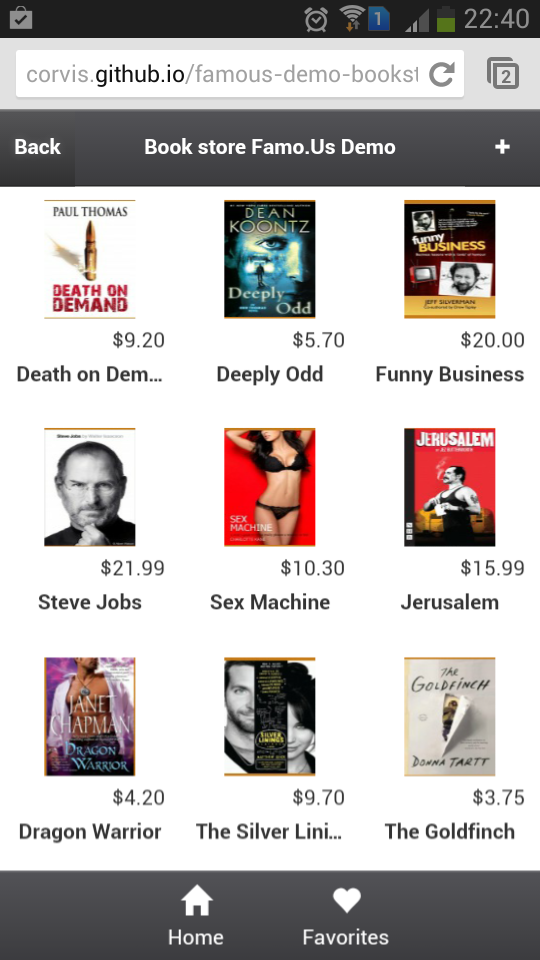 1
22:40
corvis.github.io/famous-demo-bookst
2
Back
Book store Famo.Us Demo
+
PAUL THOMAS
DEATH ON
DEMAND
DEAN
KOONTZ
Deeply
Odd
funny
BUSINESS
JEFF SILVERMAN
$9.20
$5.70
$20.00
Death on Dem...
Deeply Odd
Funny Business
Steve Jobs
SEX
MACHINE
JERUSALEM
$21.99
$10.30
$15.99
Steve Jobs
Sex Machine
Jerusalem
JANET
CHAPMAN
DRAGON
WARRIOR
SILVER
LININGS
THE
GOLDFINCH
DONNA TARTT
$4.20
$9.70
$3.75
Dragon Warrior
The Silver Lini...
The Goldfinch
Home
Favorites